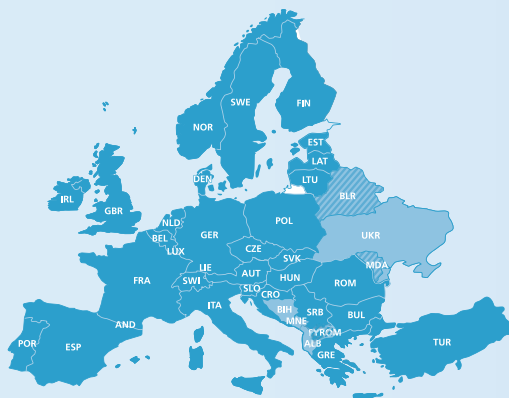 FIN
SWE
NOR
EST
LAT
DEN
LTU
BLR
IRL
GBR
NLD
POL
BEL
GER
UKR
LUX
CZE
SVK
MDA
LIE
AUT
HUN
FRA
SWI
SLO
CRO
ROM
ITA
BIH
SRB
BUL
MNE
AND
FYROM
POR
ESP
ALB
GRE
TUR